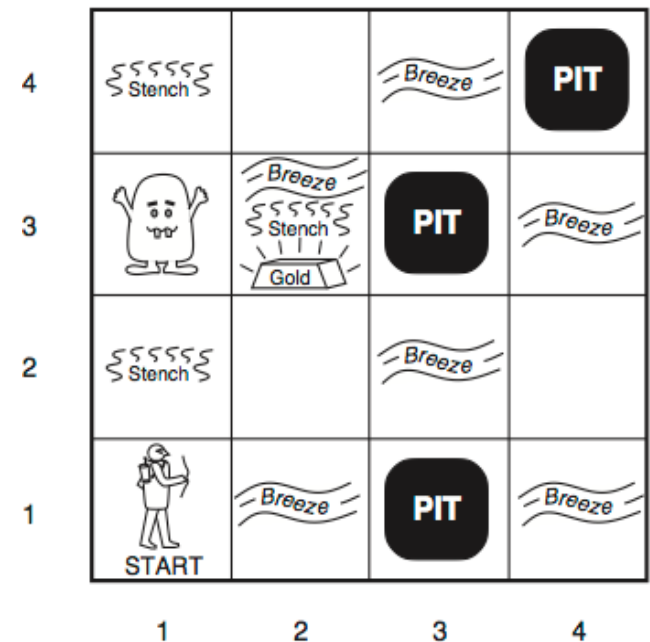 4
Stench
Breeze
PIT
3
Breeze
Stench
Gold
PIT
Breeze
2
Stench
Breeze
1
START
Breeze
PIT
Breeze
1 2 3 4